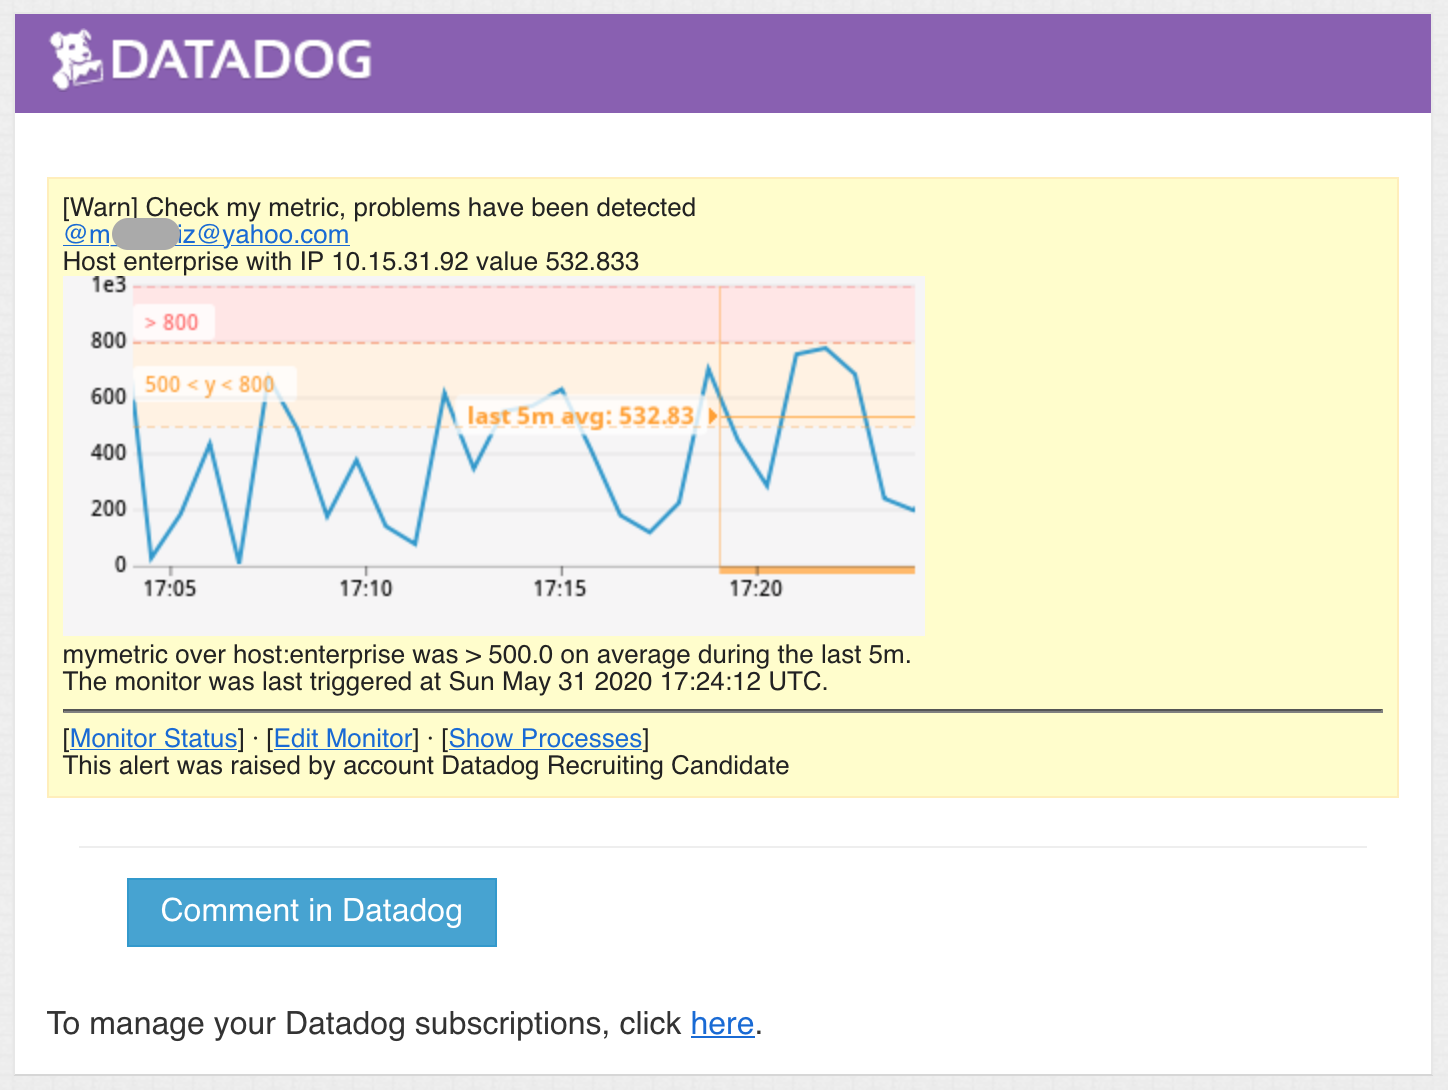 DATADOG
[Warn] Check my metric, problems have been detected
@m iz@yahoo.com
Host enterprise with IP 10.15.31.92 value 532.833
1e3
> 800
800
500 < y < 800
600
last 5m avg: 532.83
400
200
0
17:05 17:10 17:15 17:20
mymetric over host:enterprise was > 500.0 on average during the last 5m.
The monitor was last triggered at Sun May 31 2020 17:24:12 UTC.
[Monitor Status] · [Edit Monitor] · [Show Processes]
This alert was raised by account Datadog Recruiting Candidate
Comment in Datadog
To manage your Datadog subscriptions, click here.